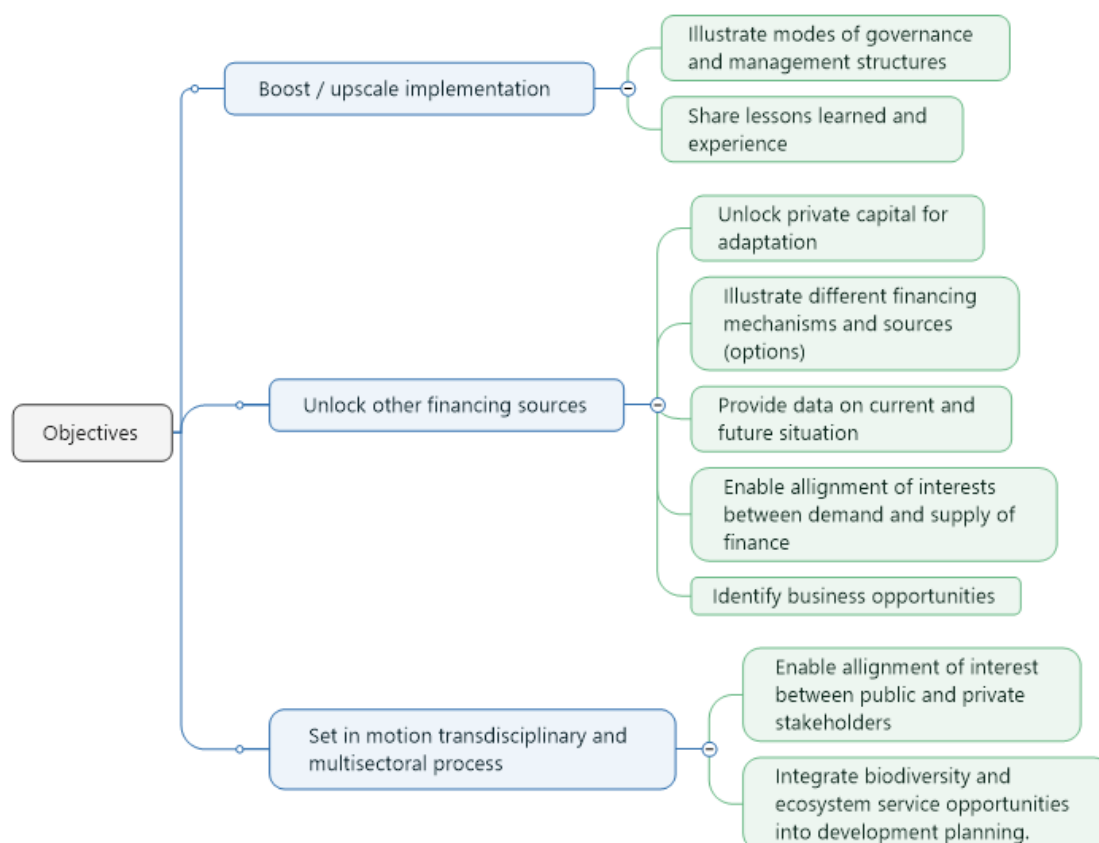 Objectives
Boost / upscale implementation
Illustrate modes of governance
and management structures
Share lessons learned and
experience
Unlock other financing sources
Unlock private capital for
adaptation
Illustrate different financing
mechanisms and sources
(options)
Provide data on current and
future situation
Enable allignment of interests
between demand and supply of
finance
Identify business opportunities
Set in motion transdisciplinary and
multisectoral process
Enable allignment of interest
between public and private
stakeholders
Integrate biodiversity and
ecosystem service opportunities
into development planning.